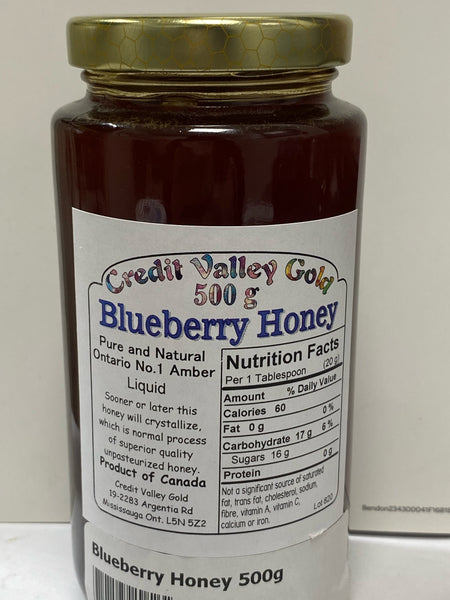 Credit Valley Gold
500 g
Blueberry Honey
Pure and Natural
Ontario No.1 Amber
Liquid
Sooner or later this
honey will crystallize,
which is normal process
of superior quality
unpasteurized honey.
Product of Canada
Credit Valley Gold
19-2283 Argentia Rd
Mississauga Ont. L5N 5Z2
Nutrition Facts
Per 1 Tablespoon (20 g)
Amount % Daily Value
Calories 60
Fat 0 g 0 %
Carbohydrate 17 g 6 %
Sugars 16 g
Protein 0 g
Not a significant source of saturated
fat, trans fat, cholesterol, sodium,
fibre, vitamin A, vitamin C,
calcium or iron.
Lot 820
Blueberry Honey 500g